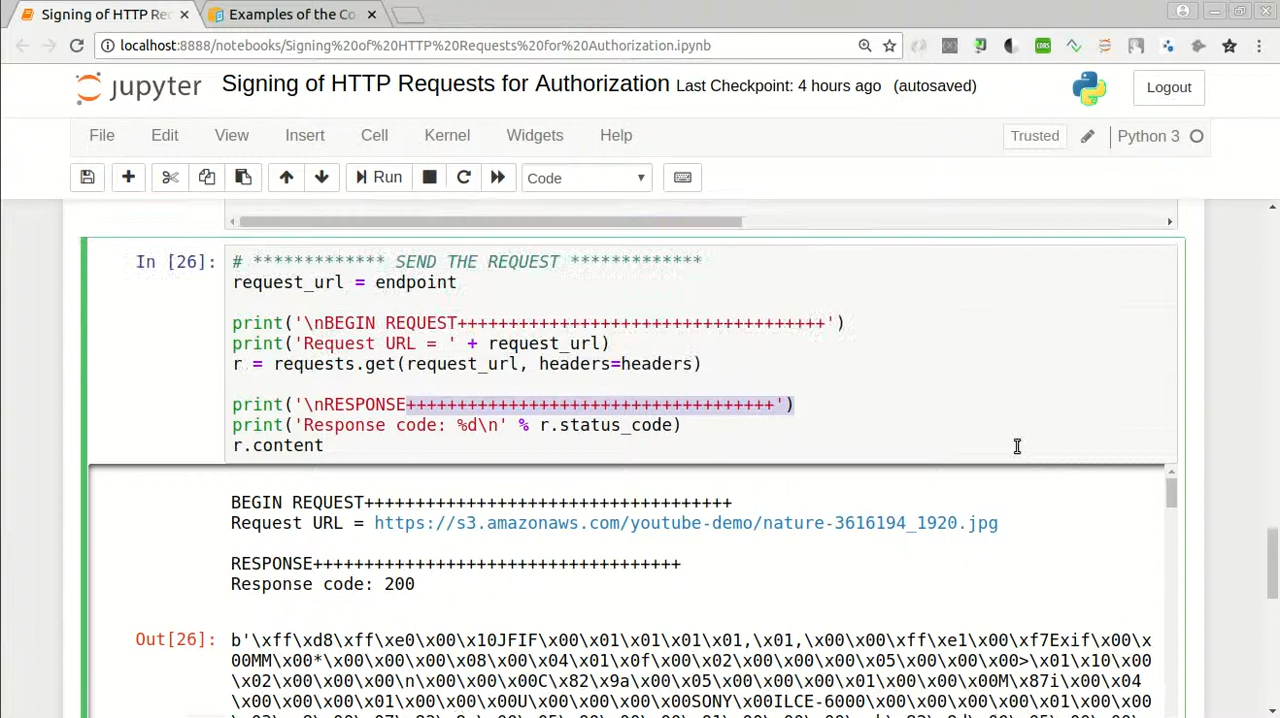 Signing of HTTP Rec
Examples of the Co
localhost:8888/notebooks/Signing%20of%20HTTP%20Requests%20for%20Authorization.ipynb
CORS
jupyter Signing of HTTP Requests for Authorization Last Checkpoint: 4 hours ago (autosaved)
Logout
File Edit View Insert Cell Kernel Widgets Help
Trusted
Python 3
Run
Code
In [26]:
# ************* SEND THE REQUEST *************
request_url = endpoint
print('\nBEGIN REQUEST++++++++++++++++++++++++++++++++++++')
print('Request URL = ' + request_url)
r = requests.get(request_url, headers=headers)
print('\nRESPONSE++++++++++++++++++++++++++++++++++++')
print('Response code: %d\n' % r.status_code)
r.content
BEGIN REQUEST++++++++++++++++++++++++++++++++++++
Request URL = https://s3.amazonaws.com/youtube-demo/nature-3616194_1920.jpg
RESPONSE++++++++++++++++++++++++++++++++++++
Response code: 200
Out[26]:
b'\xff\xd8\xff\xe0\x00\x10JFIF\x00\x01\x01\x01\x01,\x01,\x00\x00\xff\xe1\x00\xf7Exif\x00\x
00MM\x00*\x00\x00\x00\x08\x00\x04\x01\x0f\x00\x02\x00\x00\x00\x05\x00\x00\x00>\x01\x10\x00
\x02\x00\x00\x00\n\x00\x00\x00C\x82\x9a\x00\x05\x00\x00\x00\x01\x00\x00\x00M\x87i\x00\x04
\x00\x00\x00\x01\x00\x00\x00U\x00\x00\x00\x00SONY\x00ILCE-6000\x00\x00\x00\x00\x01\x00\x00